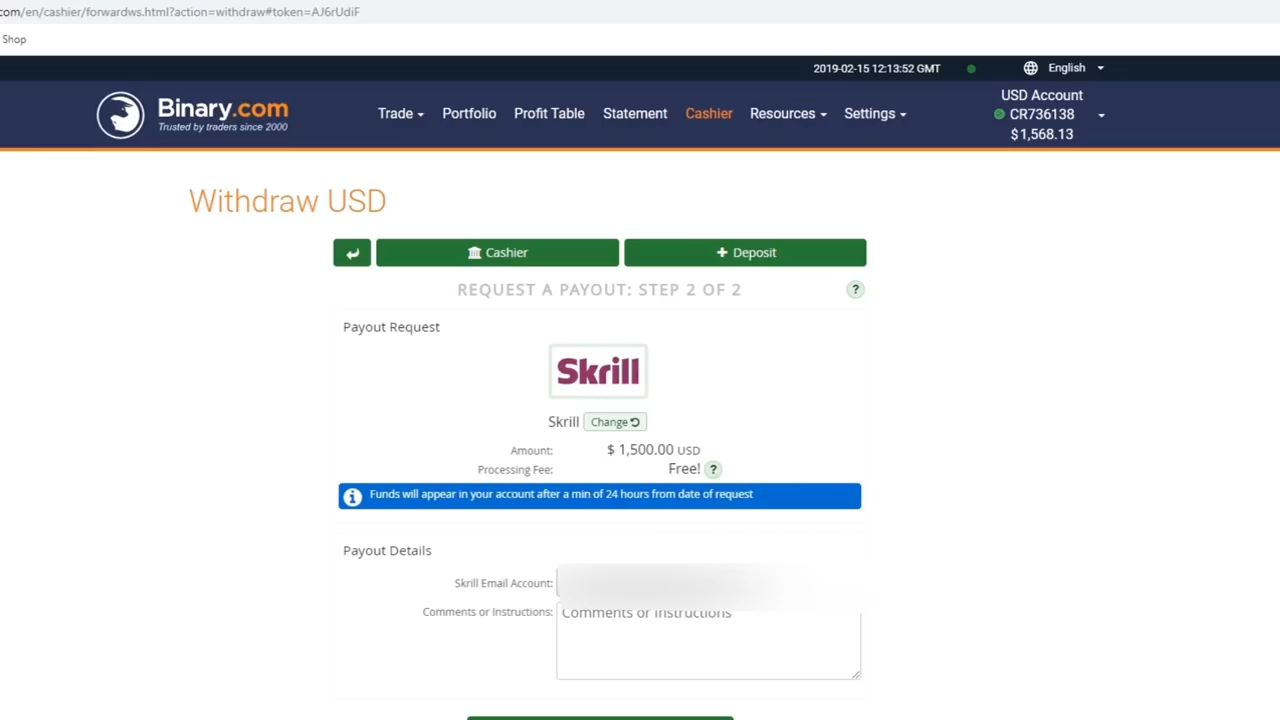 com/en/cashier/forwardws.html?action=withdraw#token=AJ6rUdiF
Shop
2019-02-15 12:13:52 GMT English
Binary.com
Trusted by traders since 2000
Trade Portfolio Profit Table Statement Cashier Resources Settings
USD Account
CR736138
$1,568.13
Withdraw USD
Cashier + Deposit
REQUEST A PAYOUT: STEP 2 OF 2 ?
Payout Request
Skrill
Skrill Change
Amount: $ 1,500.00 USD
Processing Fee: Free! ?
Funds will appear in your account after a min of 24 hours from date of request
Payout Details
Skrill Email Account:
Comments or Instructions: Comments or Instructions